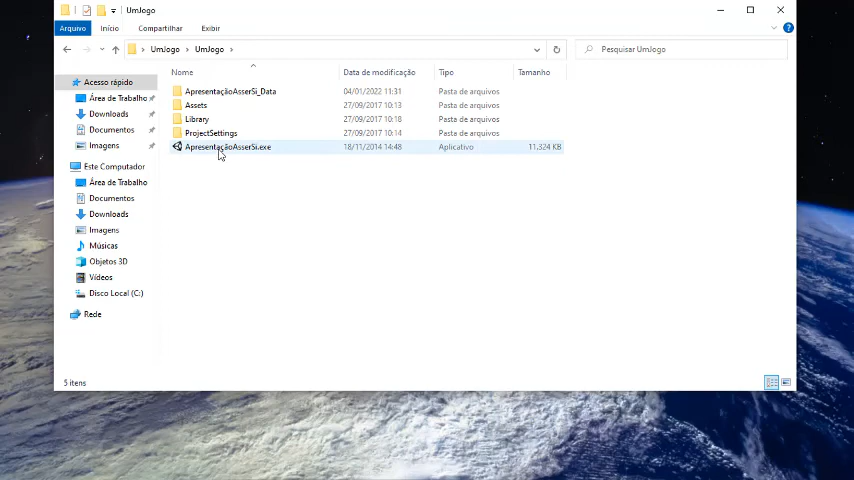 UmJogo
Arquivo Início Compartilhar Exibir
UmJogo UmJogo Pesquisar UmJogo
Nome Data de modificação Tipo Tamanho
Acesso rápido
Área de Trabalho
Downloads
Documentos
Imagens
Este Computador
Área de Trabalho
Documentos
Downloads
Imagens
Músicas
Objetos 3D
Vídeos
Disco Local (C:)
Rede
ApresentaçãoAsserSi_Data 04/01/2022 11:31 Pasta de arquivos
Assets 27/09/2017 10:13 Pasta de arquivos
Library 27/09/2017 10:18 Pasta de arquivos
ProjectSettings 27/09/2017 10:14 Pasta de arquivos
ApresentaçãoAsserSi.exe 18/11/2014 14:48 Aplicativo 11.324 KB
5 itens